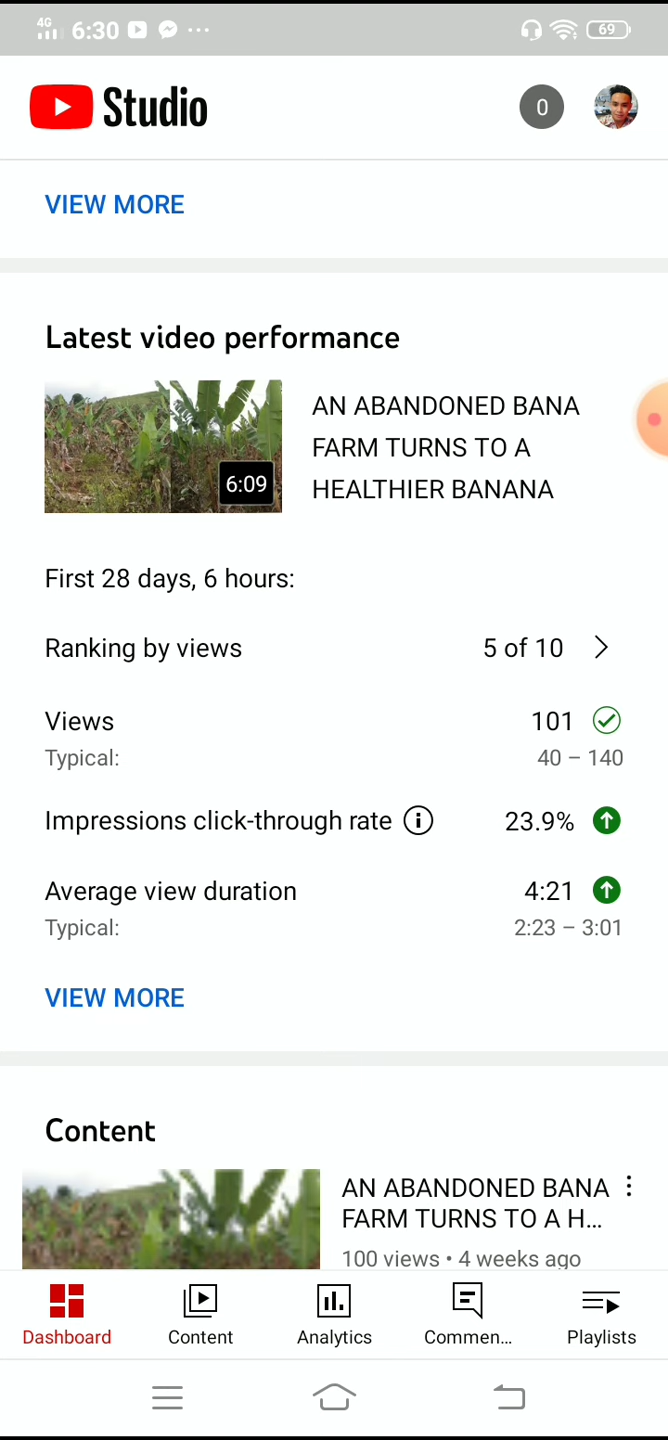 4G 6:30 69
Studio 0
VIEW MORE
Latest video performance
6:09
AN ABANDONED BANA
FARM TURNS TO A
HEALTHIER BANANA
First 28 days, 6 hours:
Ranking by views 5 of 10
Views 101
Typical: 40 – 140
Impressions click-through rate 23.9%
Average view duration 4:21
Typical: 2:23 – 3:01
VIEW MORE
Content
AN ABANDONED BANA
FARM TURNS TO A H...
100 views • 4 weeks ago
Dashboard Content Analytics Commen... Playlists